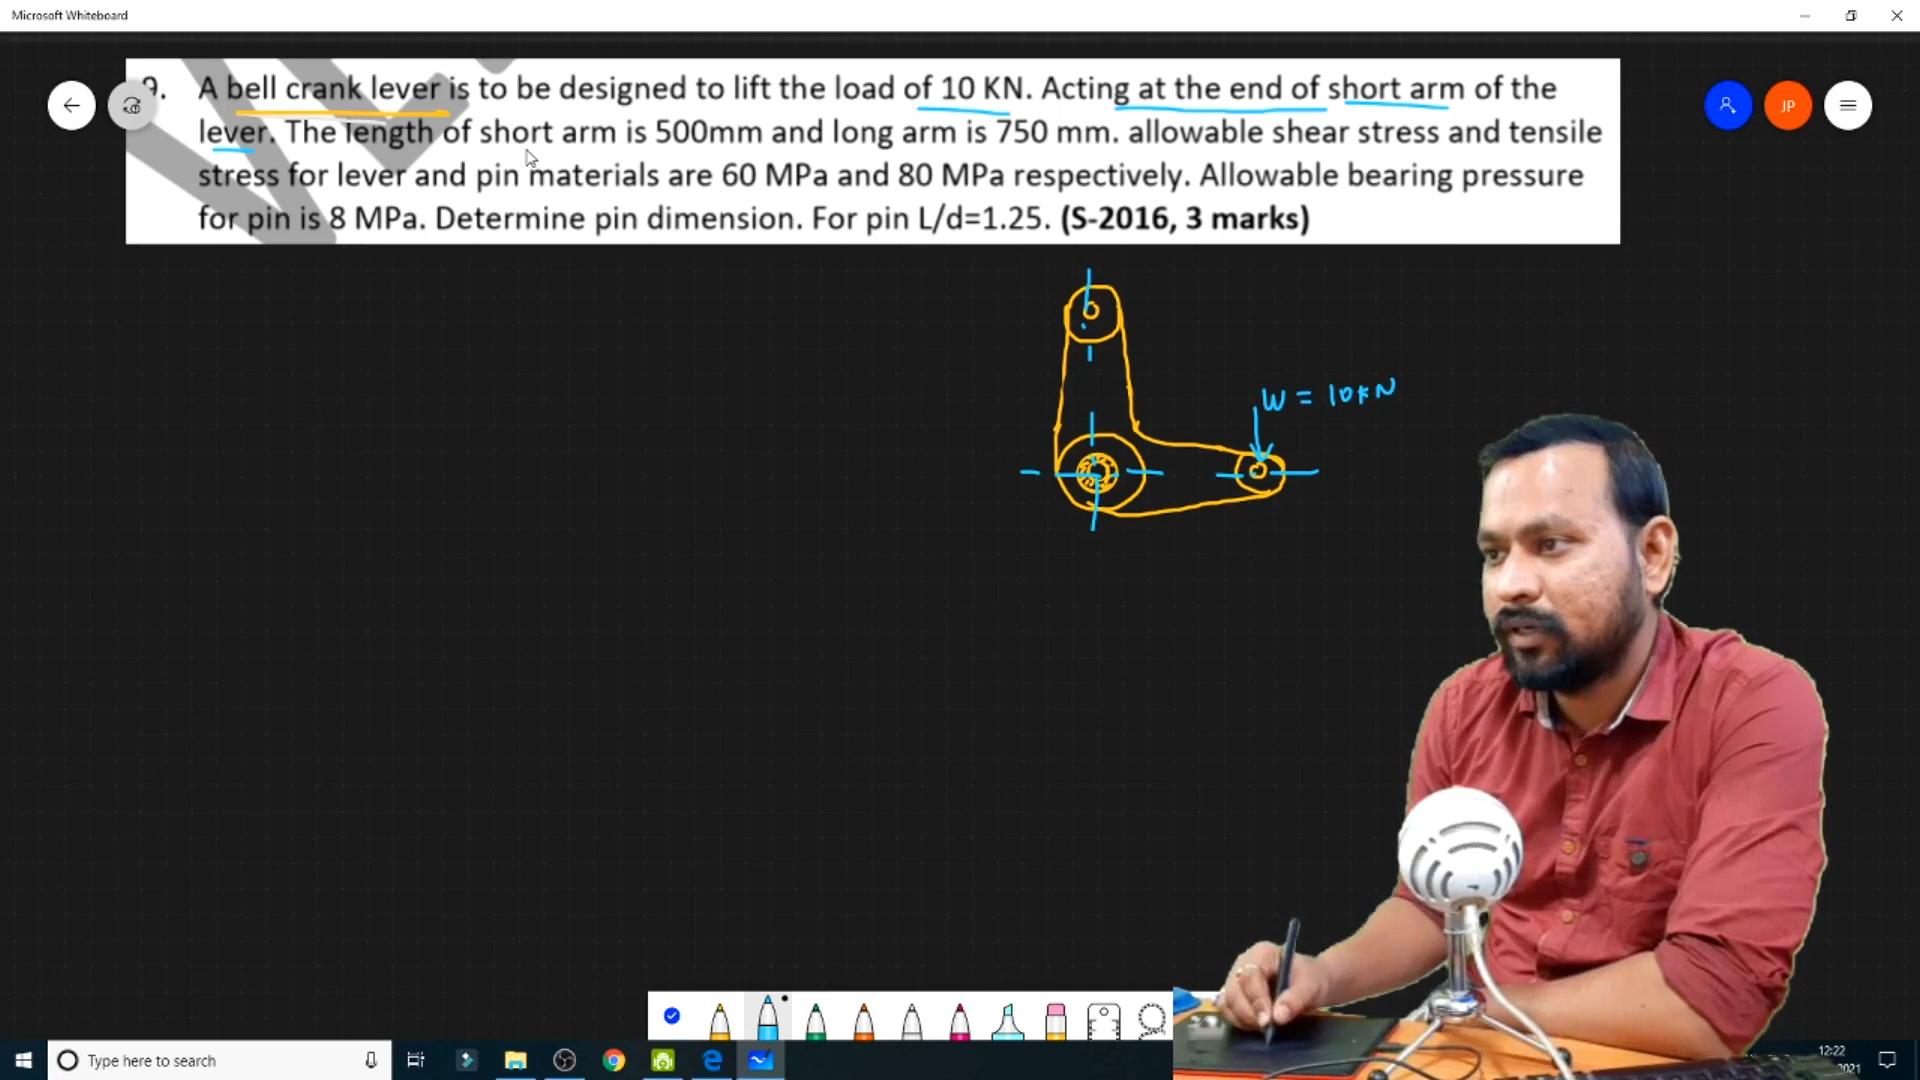 Microsoft Whiteboard
9. A bell crank lever is to be designed to lift the load of 10 KN. Acting at the end of short arm of the
lever. The length of short arm is 500mm and long arm is 750 mm. allowable shear stress and tensile
stress for lever and pin materials are 60 MPa and 80 MPa respectively. Allowable bearing pressure
for pin is 8 MPa. Determine pin dimension. For pin L/d=1.25. (S-2016, 3 marks)
JP
W = 10kN
Type here to search
12:22
2021